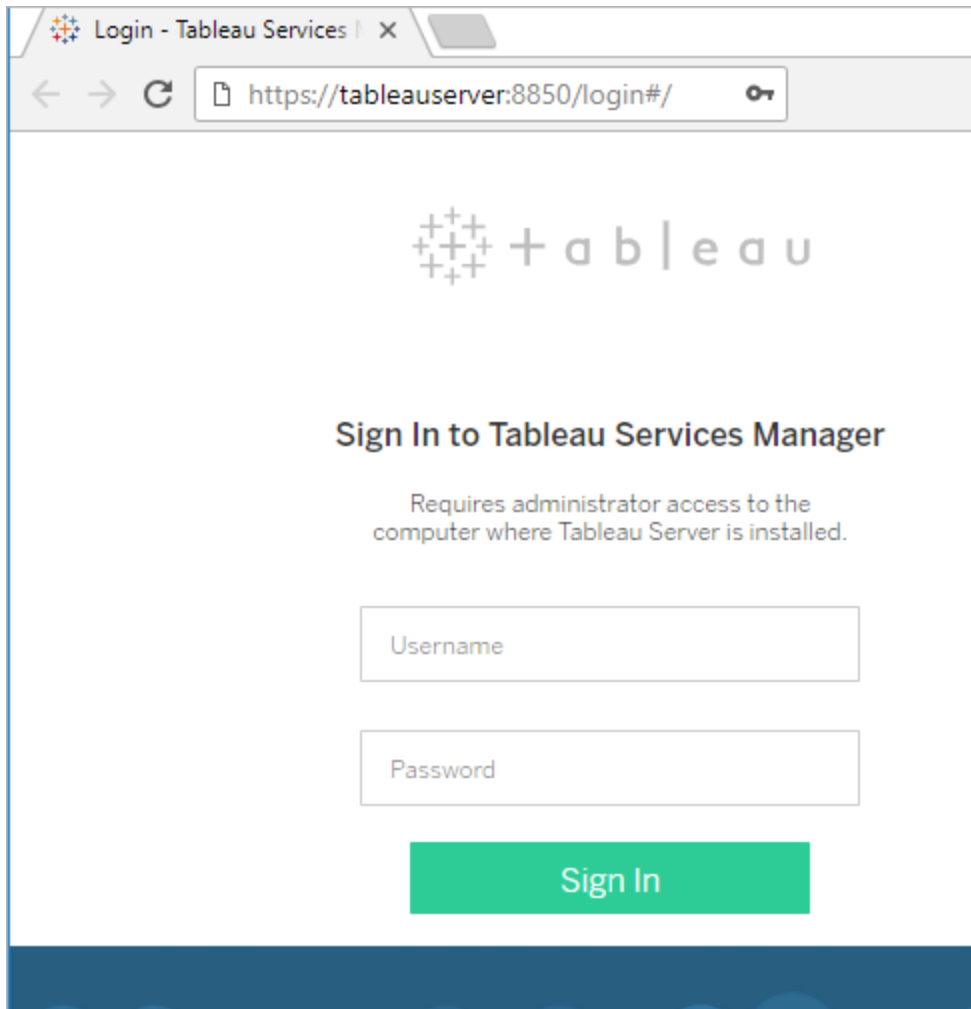 Login - Tableau Services
https://tableauserver:8850/login#/
+ a b l e a u
Sign In to Tableau Services Manager
Requires administrator access to the
computer where Tableau Server is installed.
Username
Password
Sign In